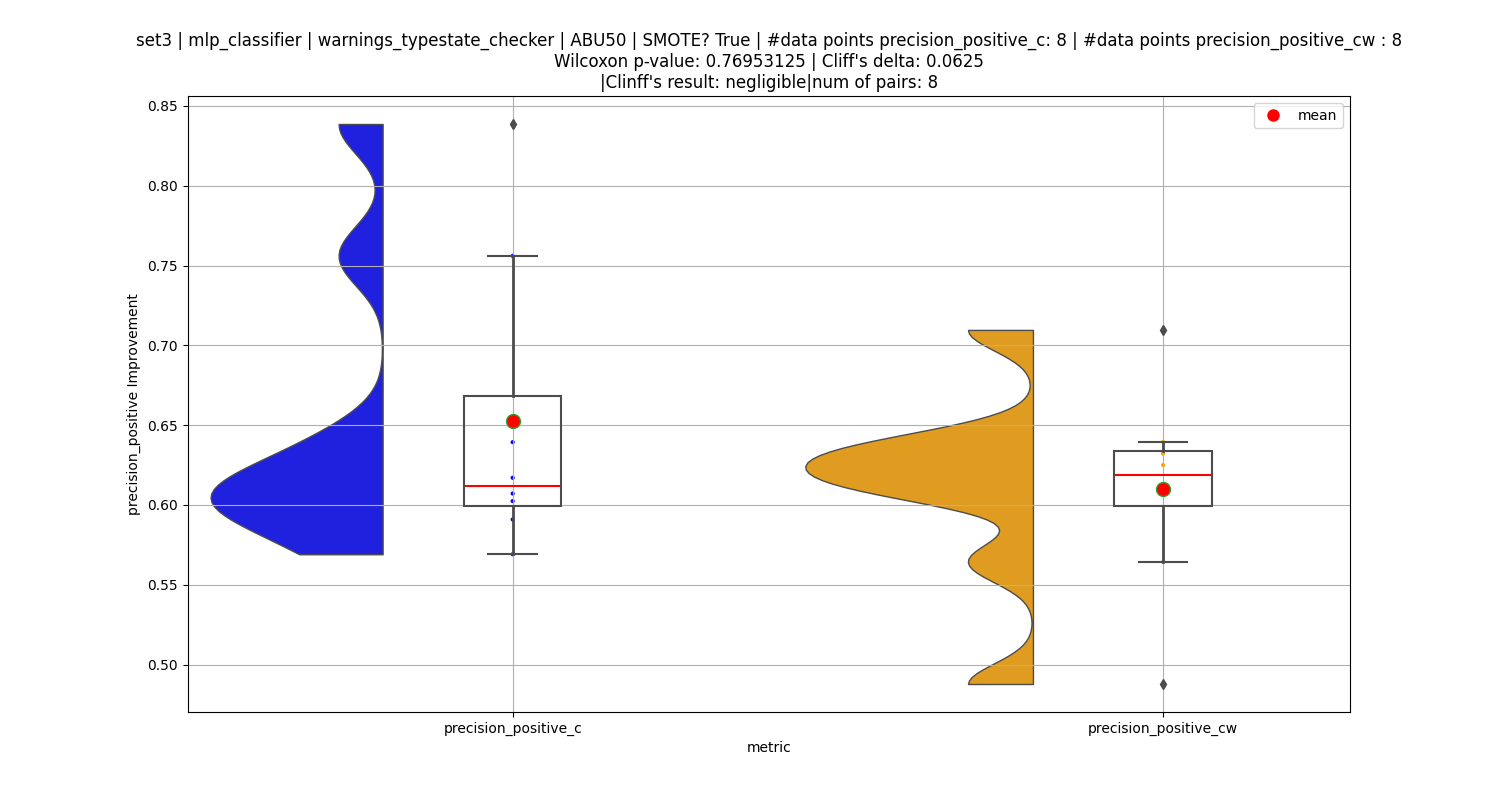 set3 | mlp_classifier | warnings_typestate_checker | ABU50 | SMOTE? True | #data points precision_positive_c: 8 | #data points precision_positive_cw : 8
Wilcoxon p-value: 0.76953125 | Cliff's delta: 0.0625
|Clinff's result: negligible|num of pairs: 8
mean
0.85
0.80
0.75
0.70
0.65
0.60
0.55
0.50
precision_positive Improvement
precision_positive_c
precision_positive_cw
metric